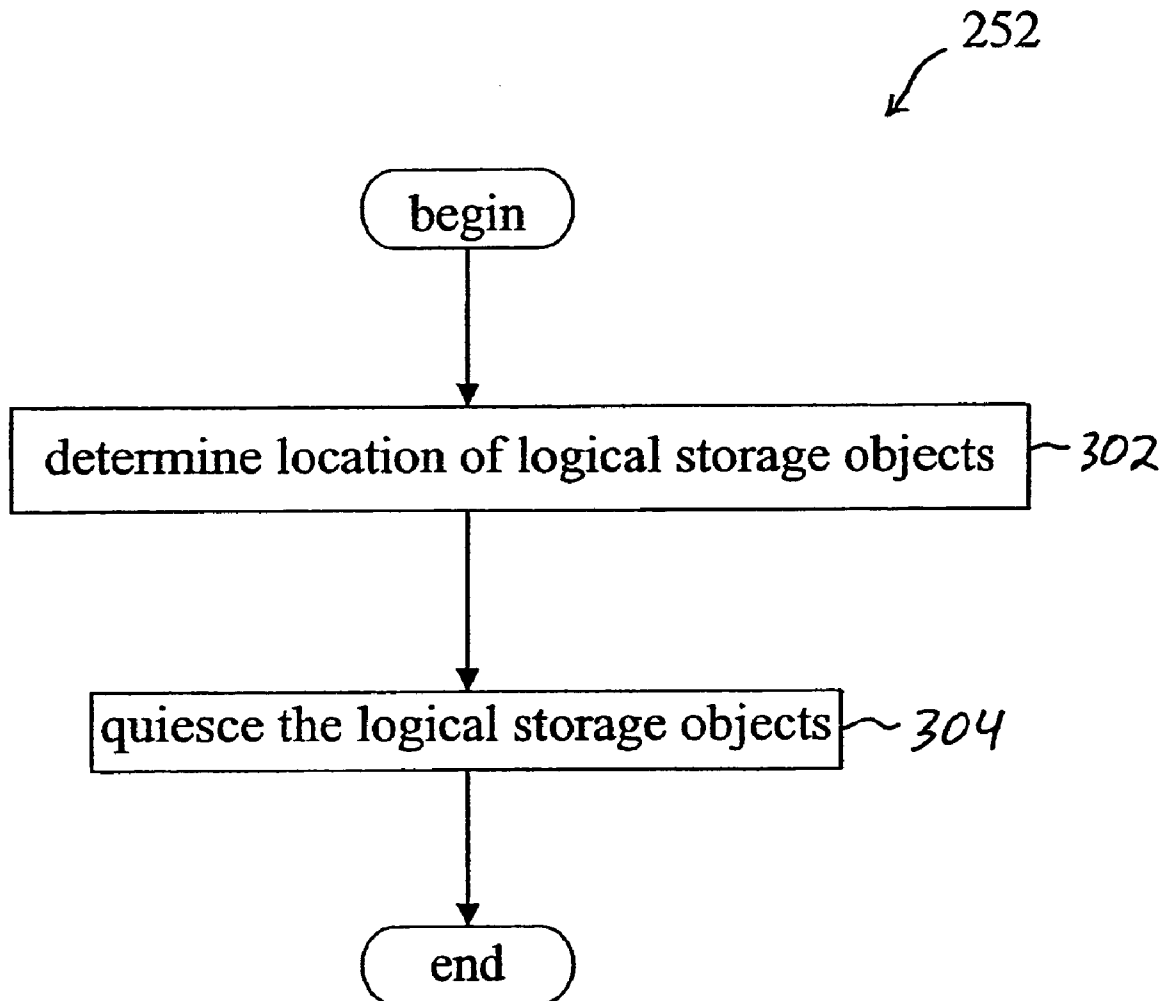 252
begin
determine location of logical storage objects 302
quiesce the logical storage objects 304
end